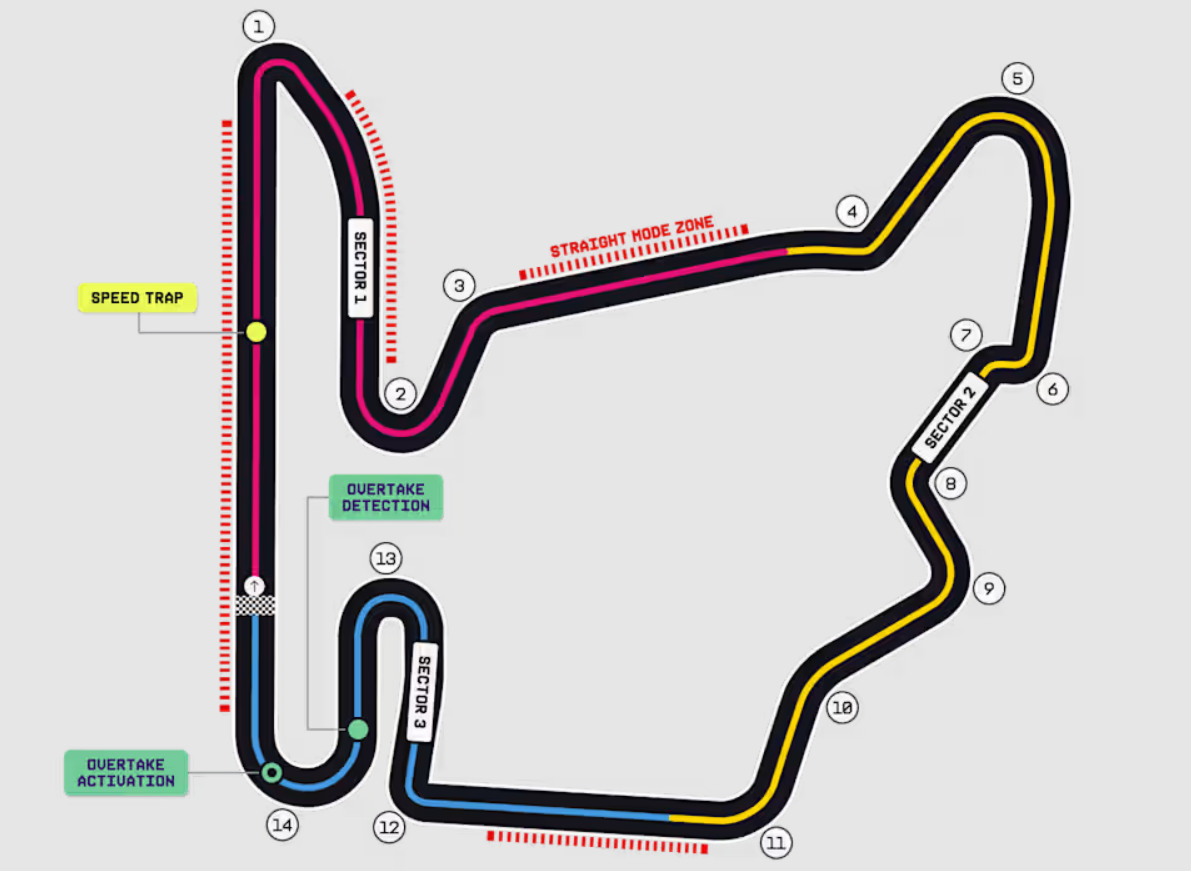 1
5
4
STRAIGHT MODE ZONE
SECTOR 1
3
SPEED TRAP
7
2
6
SECTOR 2
8
OVERTAKE
DETECTION
13
9
SECTOR 3
10
OVERTAKE
ACTIVATION
14
12
11